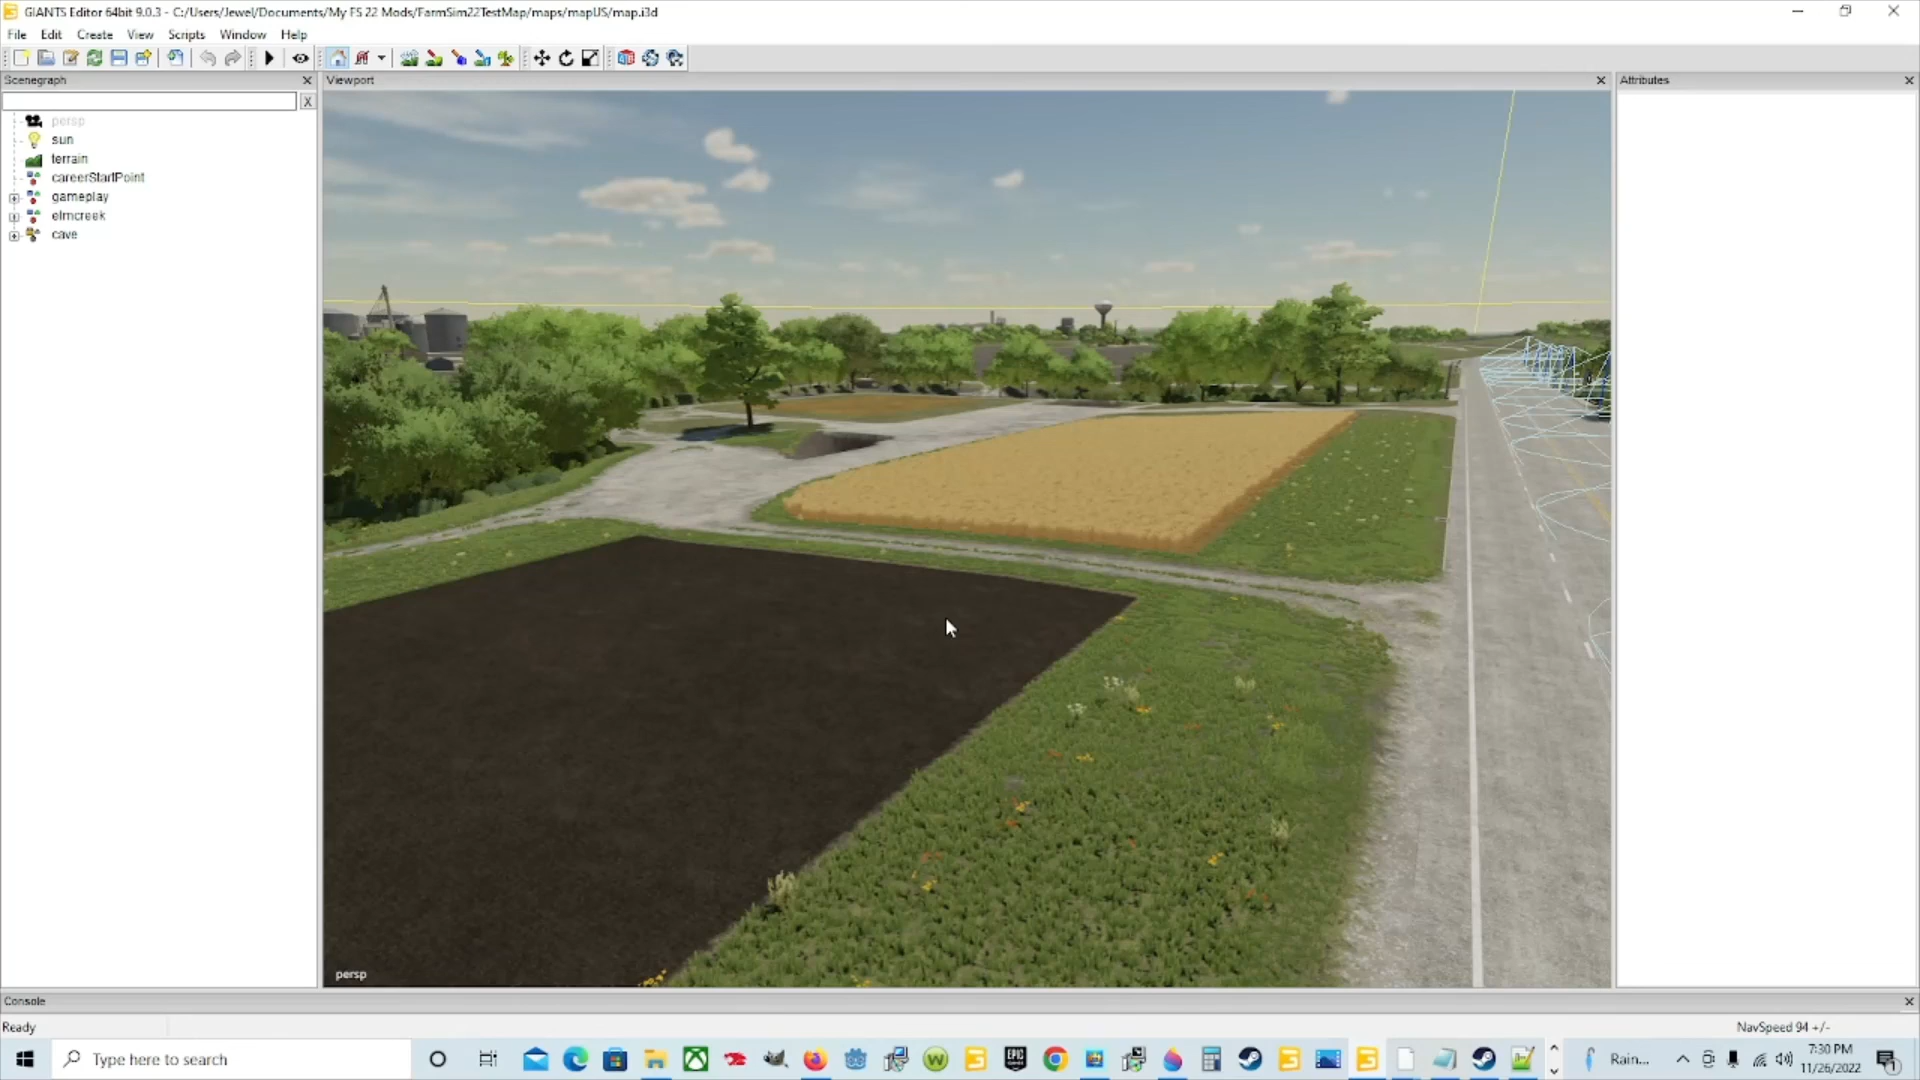 GIANTS Editor 64bit 9.0.3 - C:/Users/Jewel/Documents/My FS 22 Mods/FarmSim22TestMap/maps/mapUS/map.i3d
File Edit Create View Scripts Window Help
Scenegraph
Viewport
Attributes
X
persp
sun
terrain
careerStartPoint
gameplay
elmcreek
cave
persp
Console
Ready
NavSpeed 94 +/-
Type here to search
EPIC
Rain...
7:30 PM
11/26/2022
1